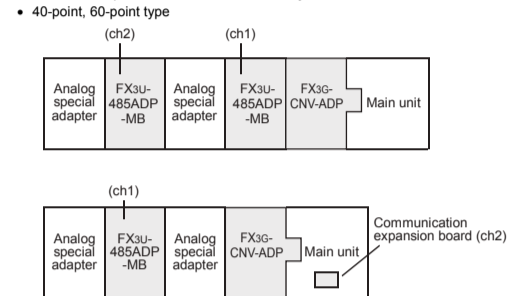 • 40-point, 60-point type
(ch2)
(ch1)
Analog
special
adapter
FX3U-
485ADP
-MB
Analog
special
adapter
FX3U-
485ADP
-MB
FX3G-
CNV-ADP
Main unit
(ch1)
Analog
special
adapter
FX3U-
485ADP
-MB
Analog
special
adapter
FX3G-
CNV-ADP
Main unit
Communication
expansion board (ch2)